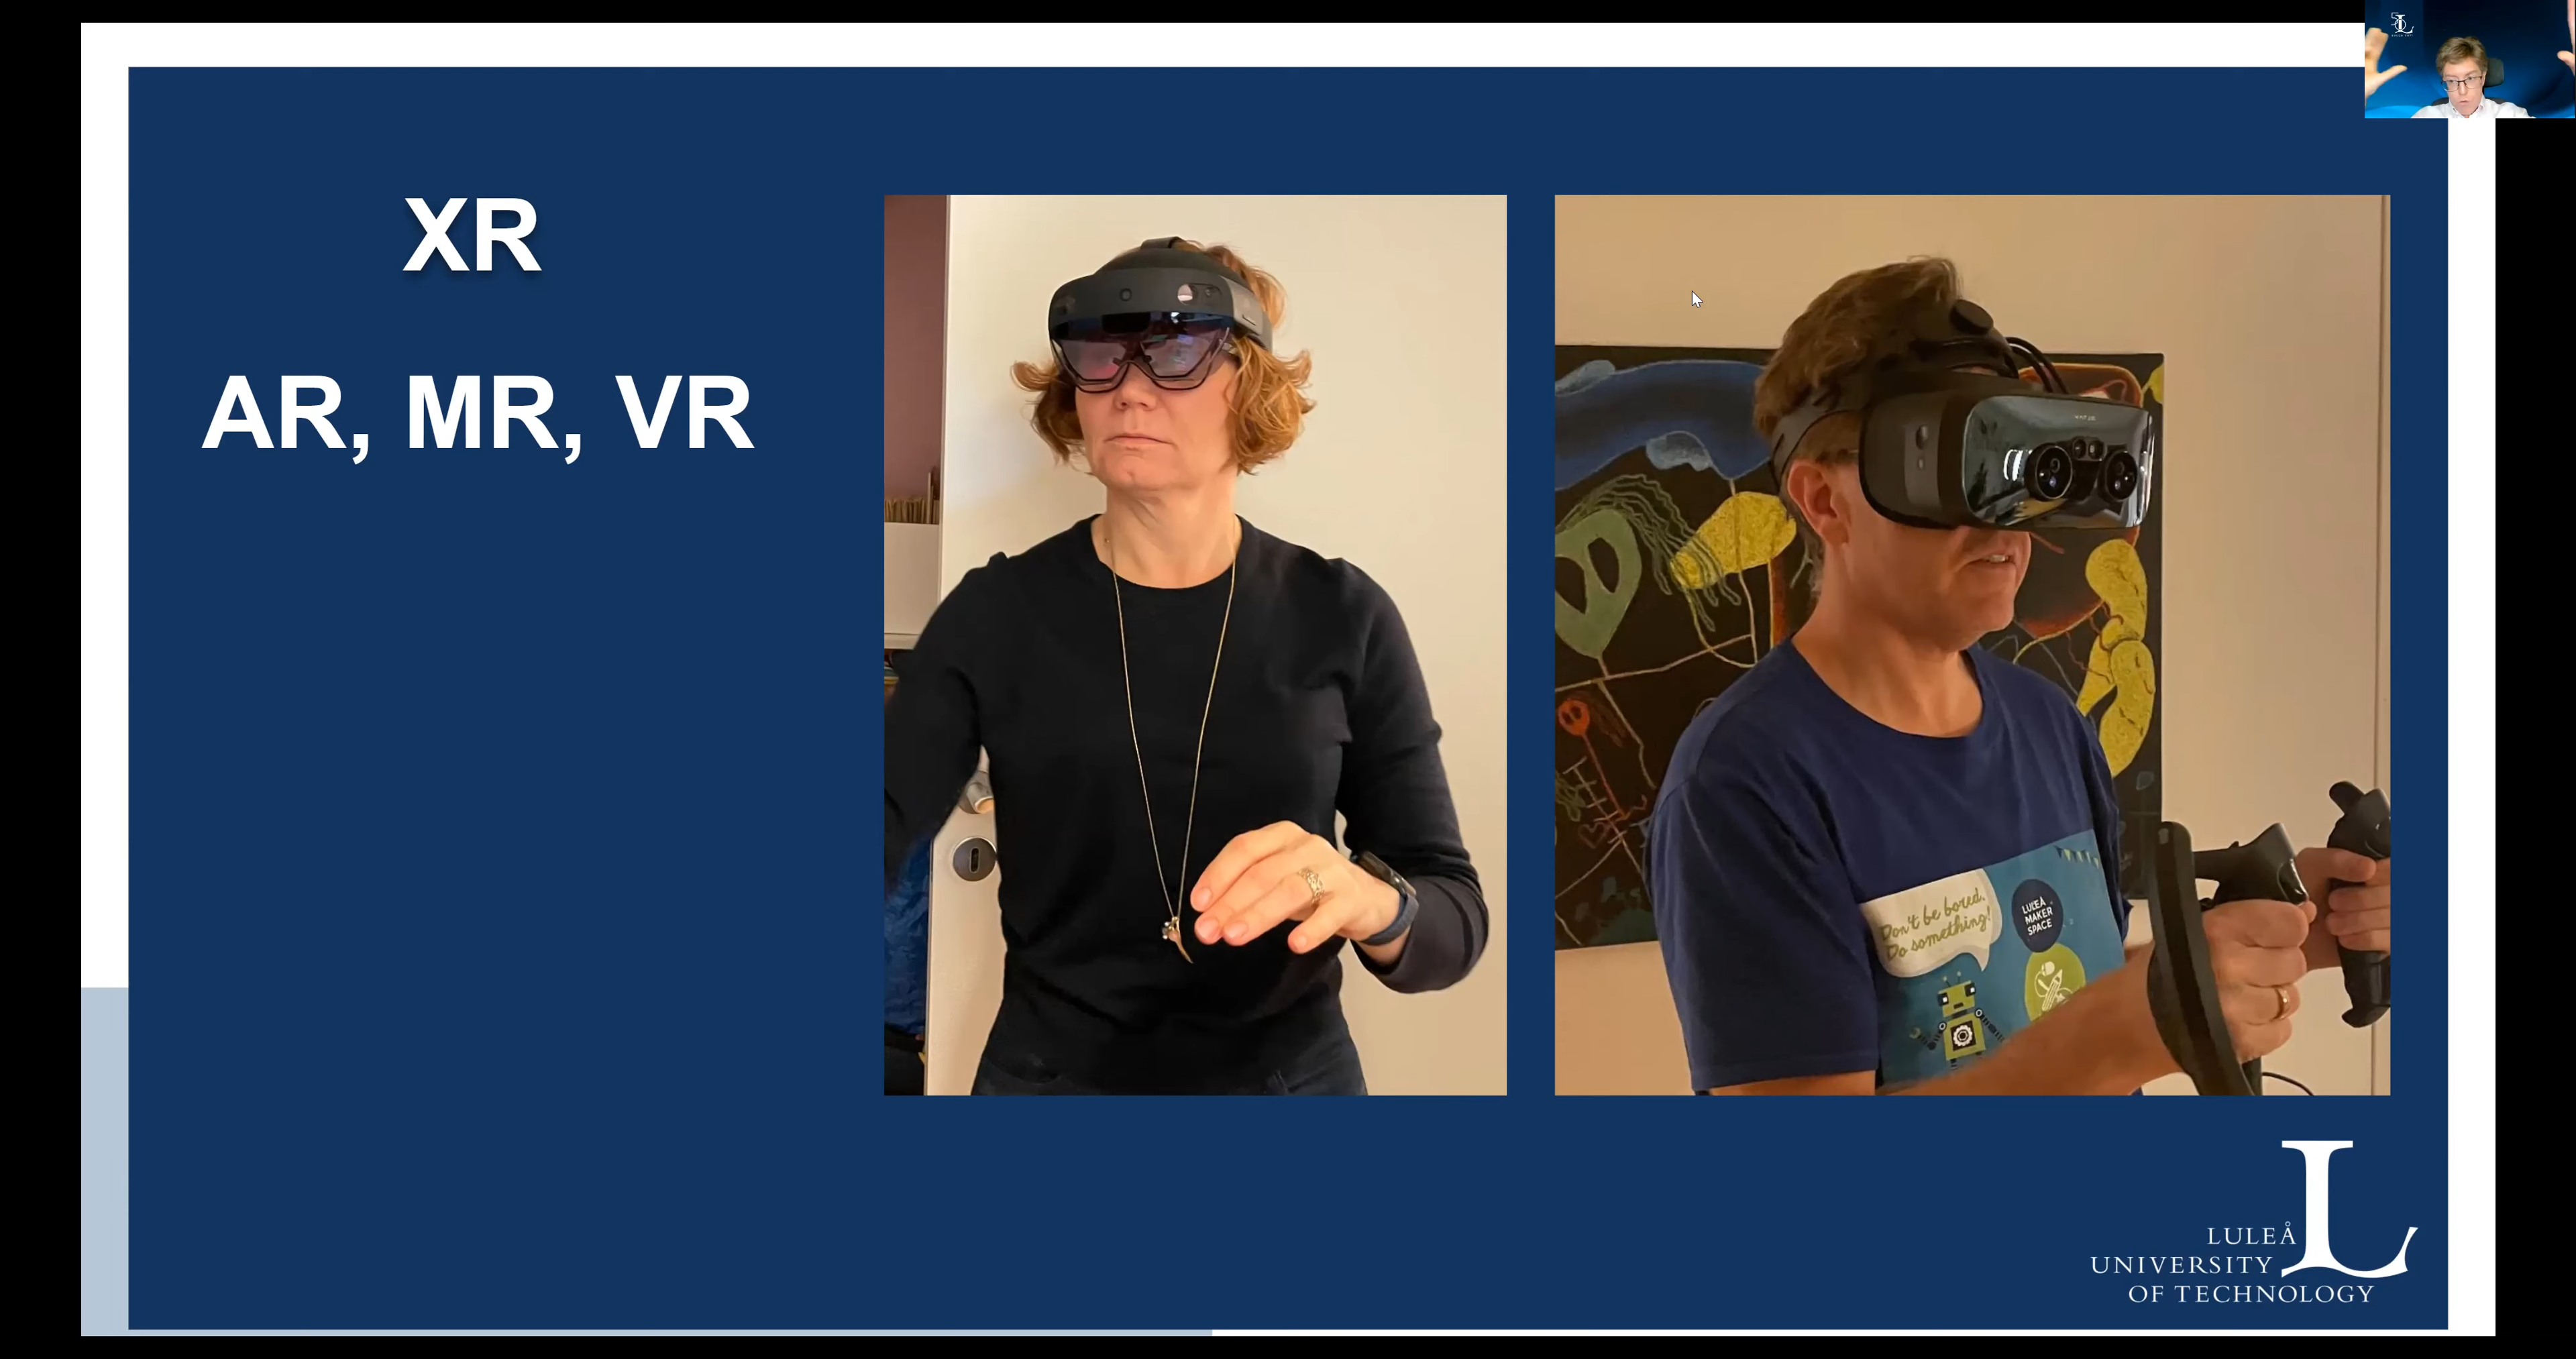 XR
AR, MR, VR
Don't be bored.
Do something!
LULEÅ
MAKER
SPACE
LULEÅ
UNIVERSITY
OF TECHNOLOGY